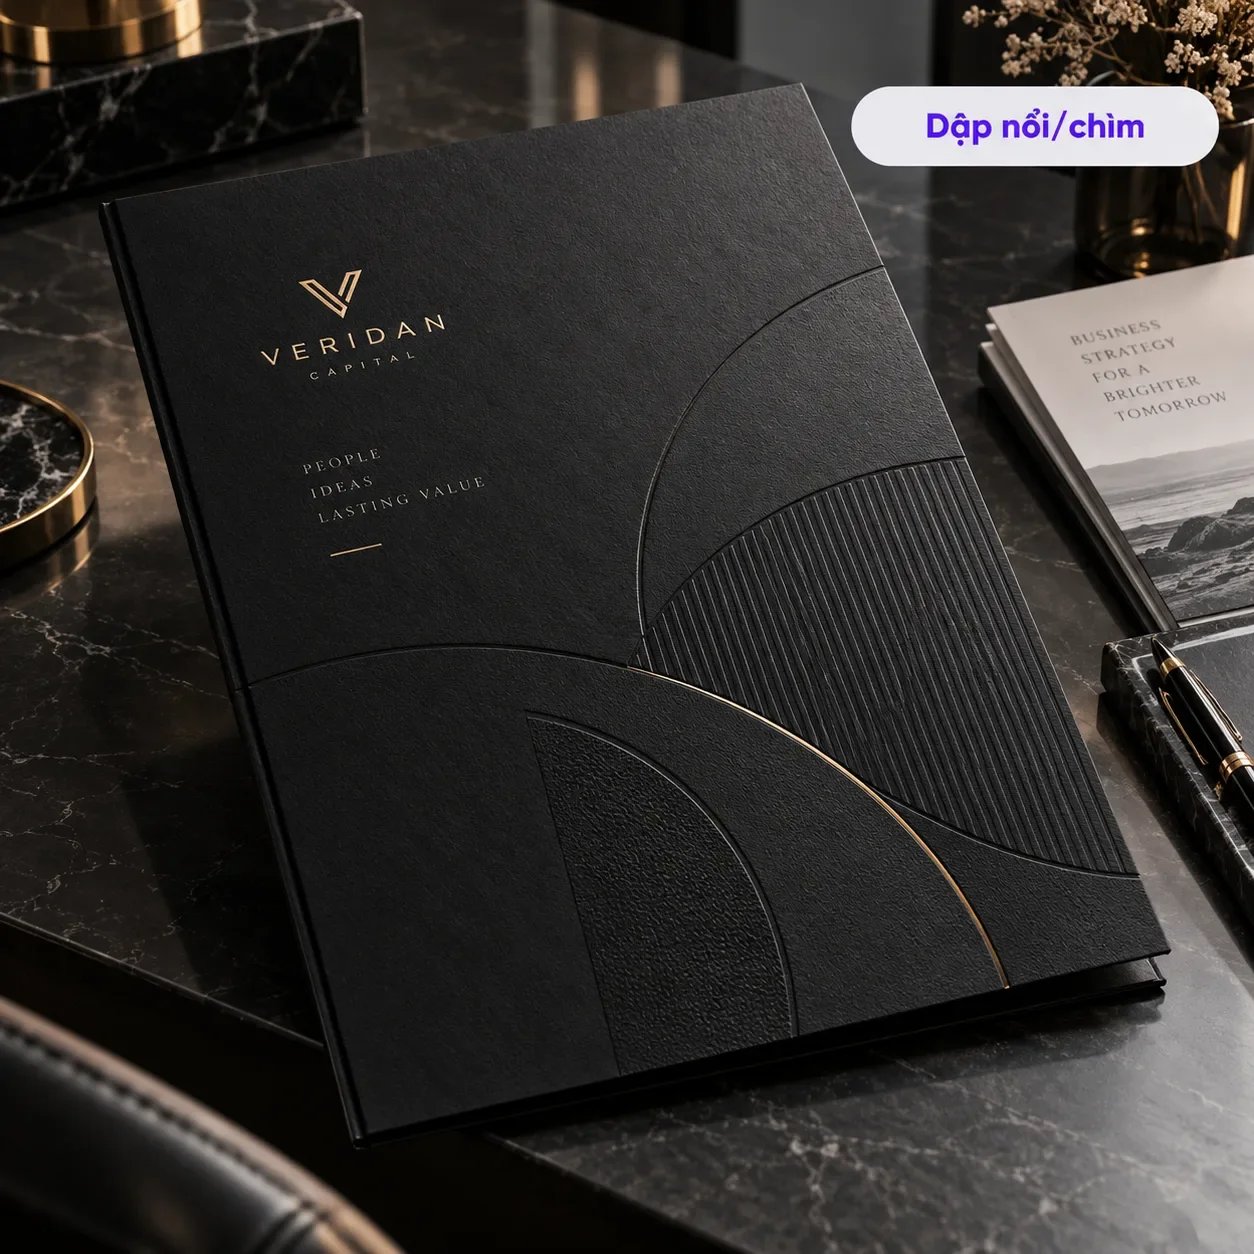 Dập nổi/chìm
VERIDAN
CAPITAL
PEOPLE
IDEAS
LASTING VALUE
BUSINESS
STRATEGY
FOR A
BRIGHTER
TOMORROW